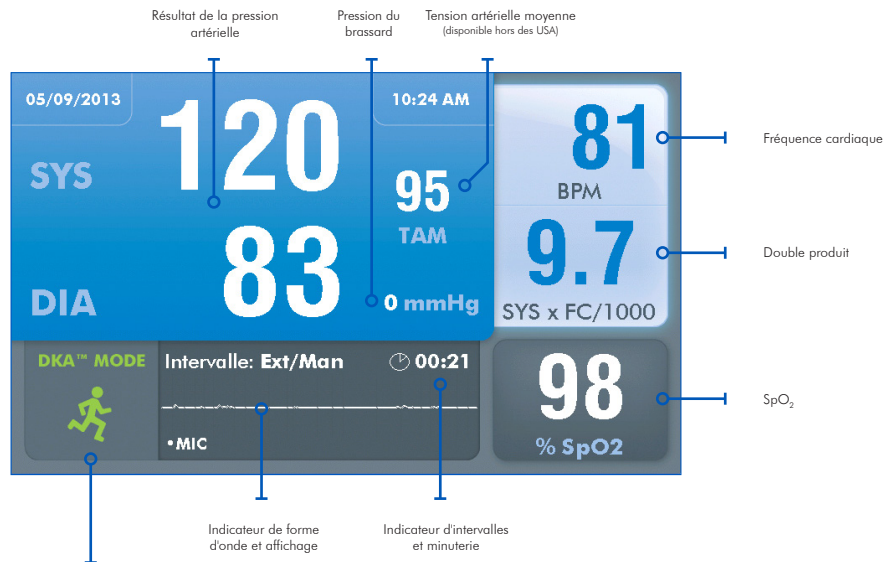 Résultat de la pression
artérielle
Pression du
brassard
Tension artérielle moyenne
(disponible hors des USA)
05/09/2013
10:24 AM
SYS
120
95
TAM
DIA
83
0 mmHg
81
BPM
9.7
SYS x FC/1000
Fréquence cardiaque
Double produit
DKA™ MODE
Intervalle: Ext/Man
00:21
•MIC
98
% SpO2
SpO₂
Indicateur de forme
d'onde et affichage
Indicateur d'intervalles
et minuterie